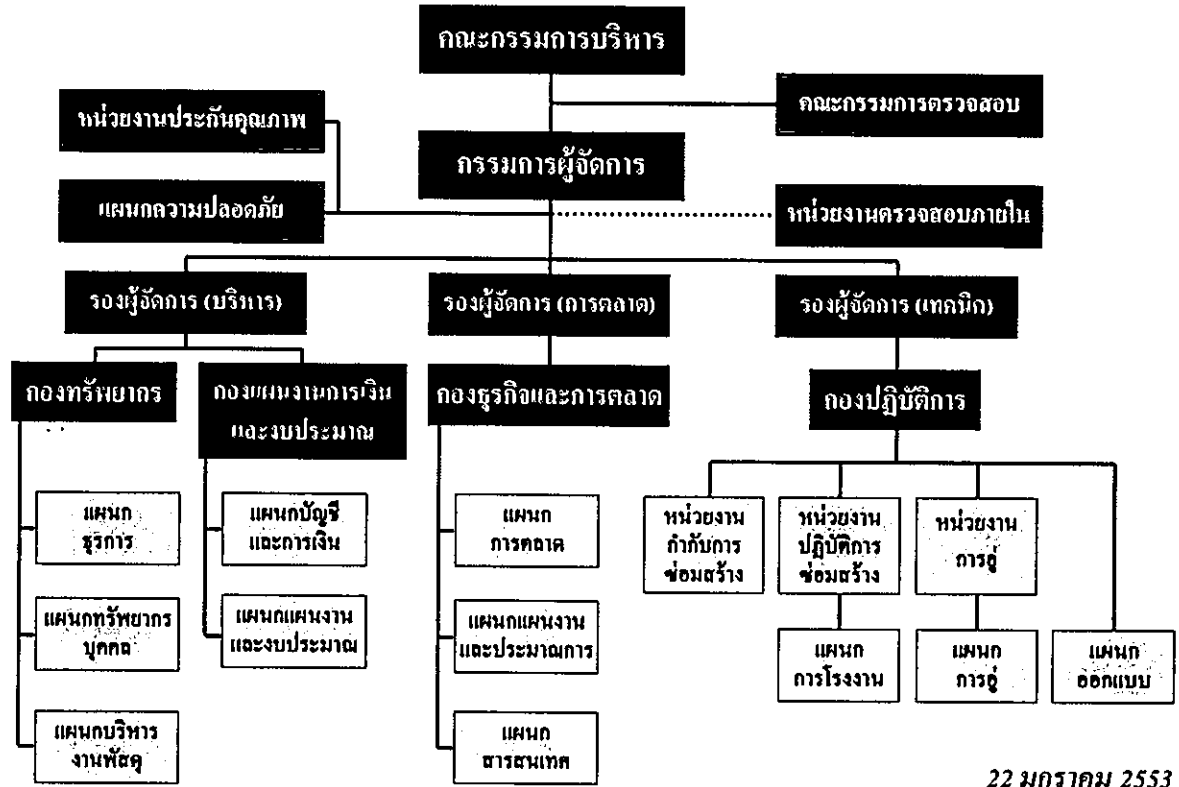 คณะกรรมการบริหาร
คณะกรรมการตรวจสอบ
หน่วยงานประกันคุณภาพ
กรรมการผู้จัดการ
แผนกความปลอดภัย
หน่วยงานตรวจสอบภายใน
รองผู้จัดการ (บริหาร)
รองผู้จัดการ (การตลาด)
รองผู้จัดการ (เทคนิก)
กองทรัพยากร
กองแผนงานการเงิน
และงบประมาณ
กองธุรกิจและการตลาด
กองปฏิบัติการ
แผนก
ธุรการ
แผนกบัญชี
และการเงิน
แผนก
การตลาด
หน่วยงาน
กำกับการ
ซ่อมสร้าง
หน่วยงาน
ปฏิบัติการ
ซ่อมสร้าง
หน่วยงาน
การอู่
แผนกทรัพยากร
บุคคล
แผนกแผนงาน
และงบประมาณ
แผนกแผนงาน
และประมาณการ
แผนก
การโรงงาน
แผนก
การอู่
แผนก
ออกแบบ
แผนกบริหาร
งานพัสดุ
แผนก
สารสนเทศ
22 มกราคม 2553